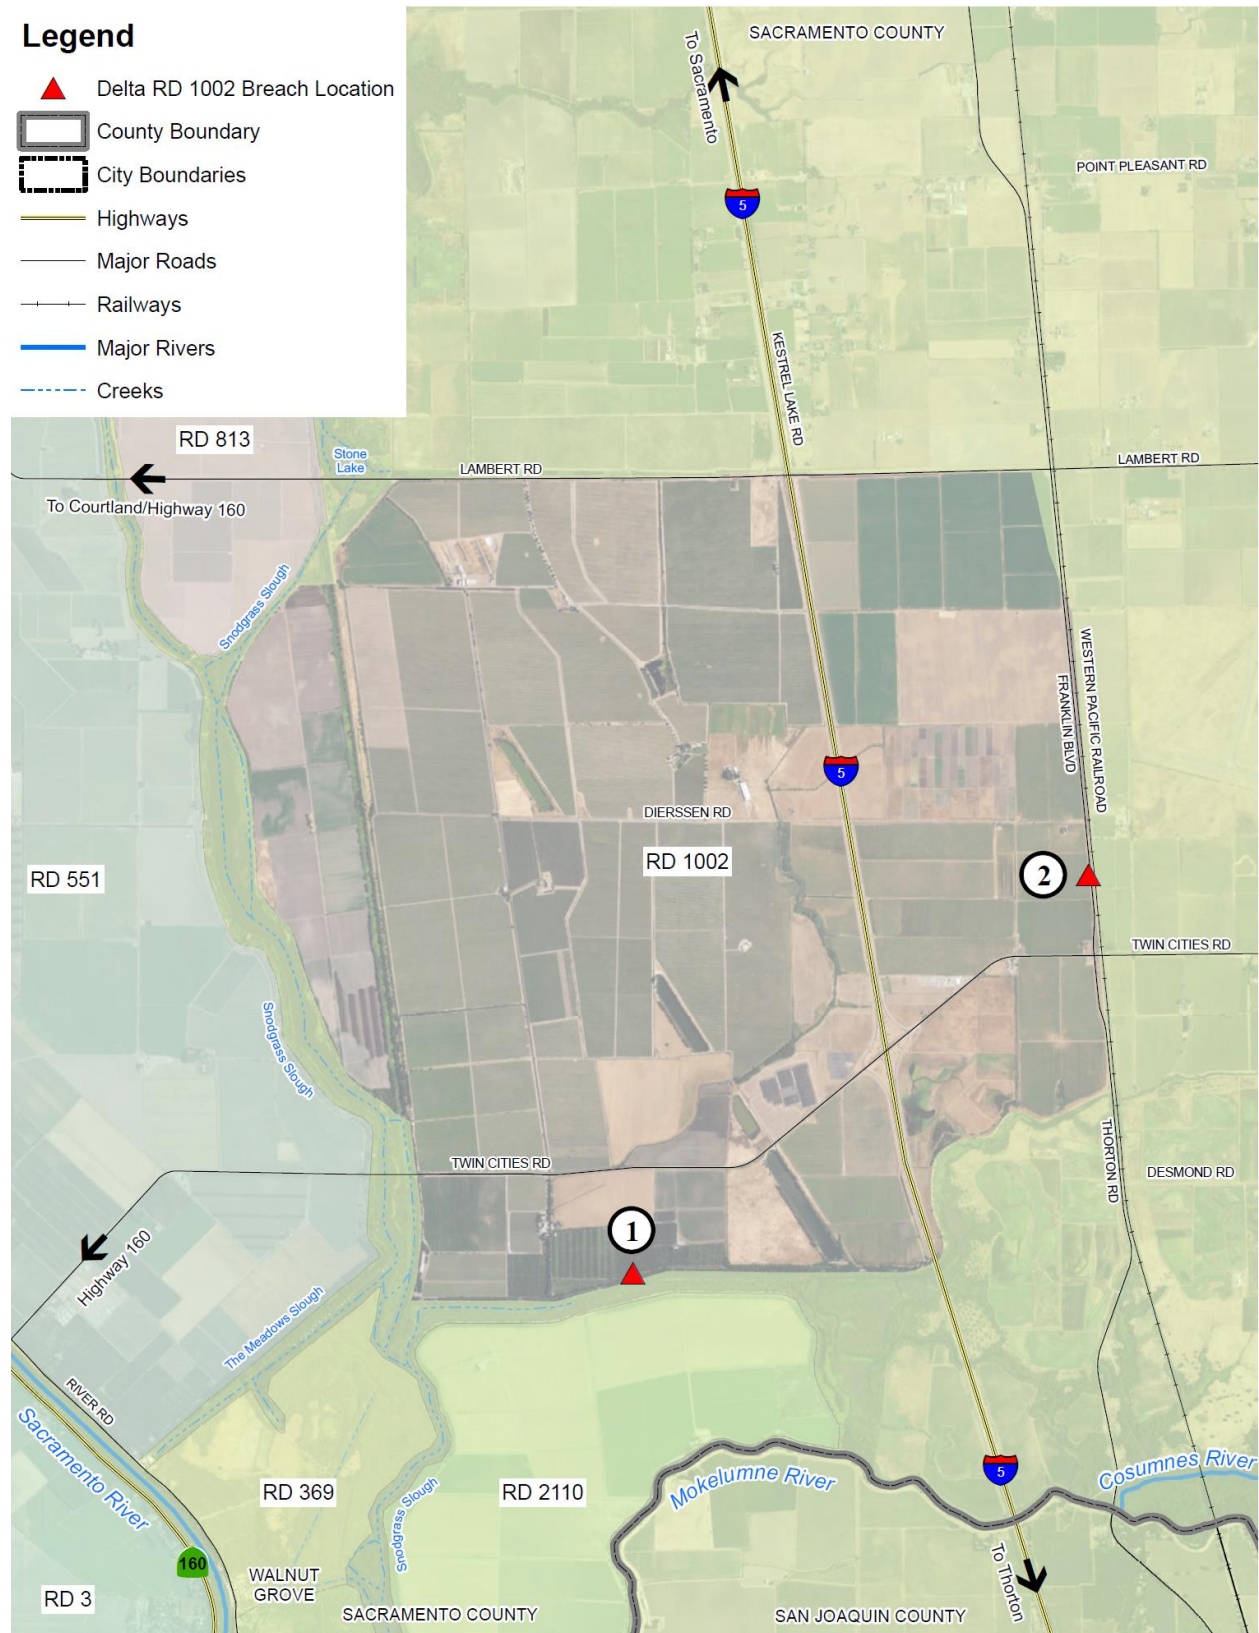 Legend
Delta RD 1002 Breach Location
County Boundary
City Boundaries
Highways
Major Roads
Railways
Major Rivers
Creeks
SACRAMENTO COUNTY
To Sacramento
POINT PLEASANT RD
5
KESTREL LAKE RD
RD 813
Stone
Lake
LAMBERT RD
LAMBERT RD
To Courtland/Highway 160
Snodgrass Slough
WESTERN PACIFIC RAILROAD
FRANKLIN BLVD
5
DIERSSEN RD
RD 1002
RD 551
2
TWIN CITIES RD
Snodgrass Slough
THORTON RD
TWIN CITIES RD
DESMOND RD
1
Highway 160
The Meadows Slough
RIVER RD
Sacramento River
Mokelumne River
5
Cosumnes River
RD 369
RD 2110
Snodgrass Slough
160
WALNUT
GROVE
To Thorton
RD 3
SACRAMENTO COUNTY
SAN JOAQUIN COUNTY